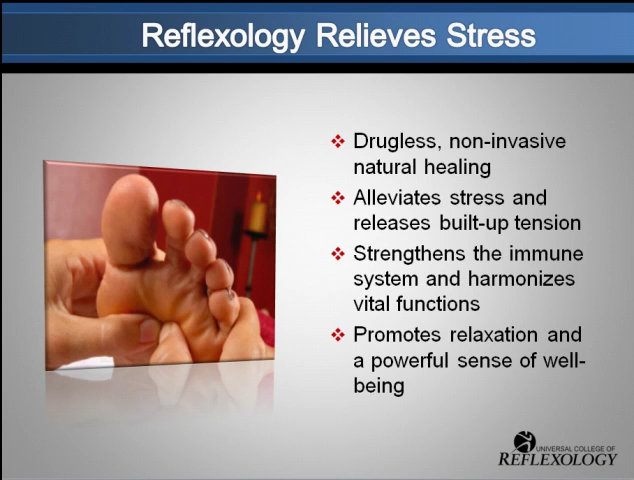 Reflexology Relieves Stress
❖ Drugless, non-invasive
natural healing
❖ Alleviates stress and
releases built-up tension
❖ Strengthens the immune
system and harmonizes
vital functions
❖ Promotes relaxation and
a powerful sense of well-
being
UNIVERSAL COLLEGE OF
REFLEXOLOGY